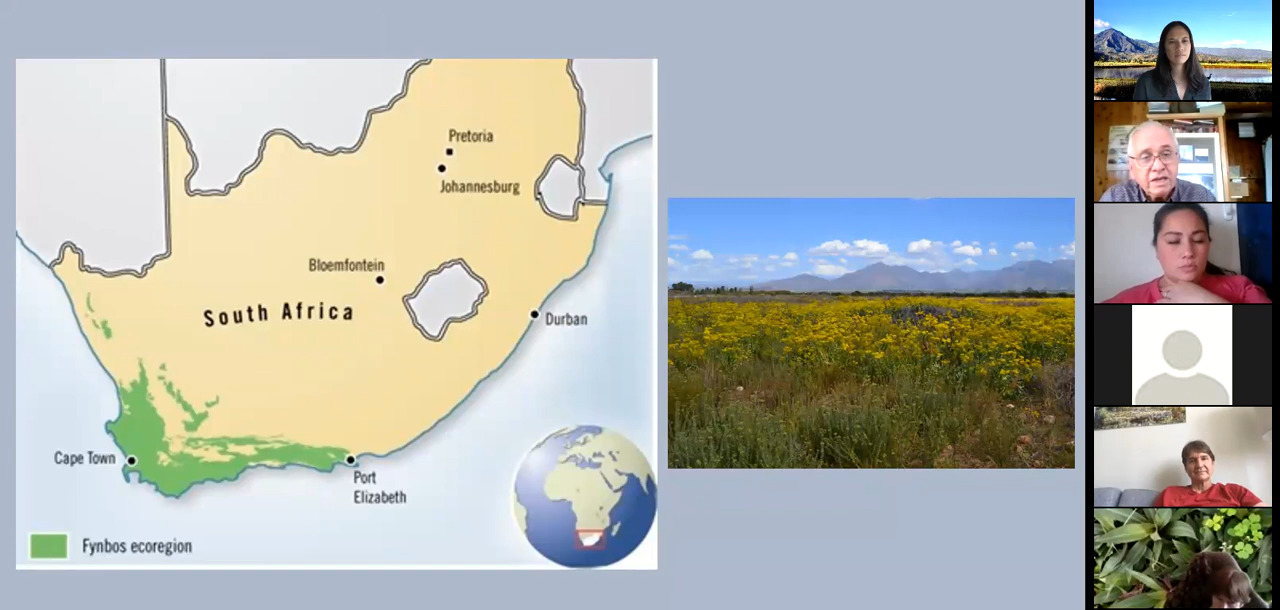 Pretoria
Johannesburg
Bloemfontein
South Africa
Durban
Cape Town
Port
Elizabeth
Fynbos ecoregion